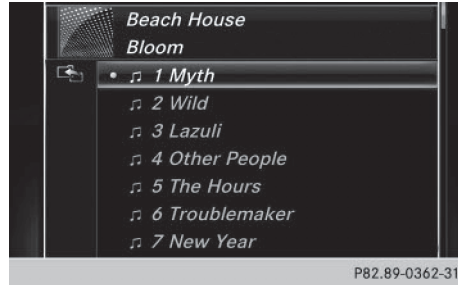 Beach House
Bloom
• ♫ 1 Myth
♫ 2 Wild
♫ 3 Lazuli
♫ 4 Other People
♫ 5 The Hours
♫ 6 Troublemaker
♫ 7 New Year
P82.89-0362-31